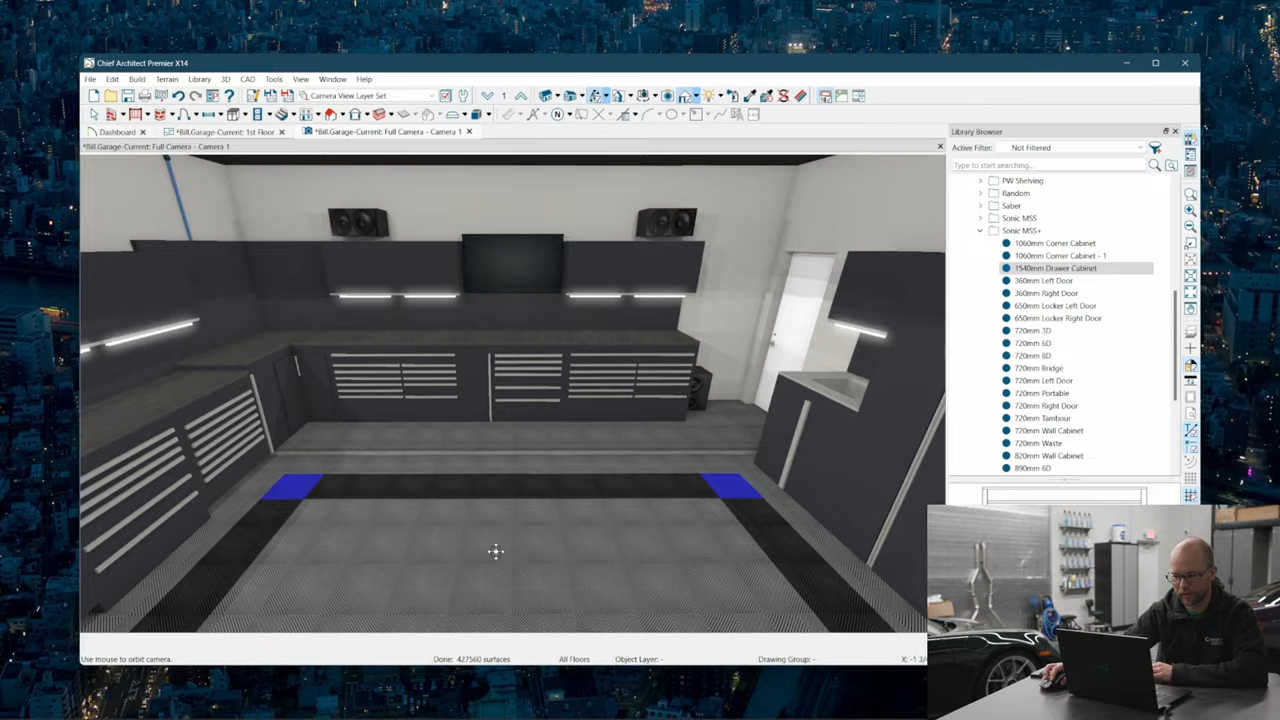 Chief Architect Premier X14
File Edit Build Terrain Library 3D CAD Tools View Window Help
Camera View Layer Set
1
Dashboard
*Bill.Garage-Current: 1st Floor
*Bill.Garage-Current: Full Camera - Camera 1
*Bill.Garage-Current: Full Camera - Camera 1
Library Browser
Active Filter: Not Filtered
Type to start searching...
PW Shelving
Random
Saber
Sonic MSS
Sonic MSS+
1060mm Corner Cabinet
1060mm Corner Cabinet - 1
1540mm Drawer Cabinet
360mm Left Door
360mm Right Door
650mm Locker Left Door
650mm Locker Right Door
720mm 3D
720mm 6D
720mm 8D
720mm Bridge
720mm Left Door
720mm Portable
720mm Right Door
720mm Tambour
720mm Wall Cabinet
720mm Waste
820mm Wall Cabinet
890mm 6D
Use mouse to orbit camera.
Done: 427560 surfaces
All Floors
Object Layer: -
Drawing Group: -